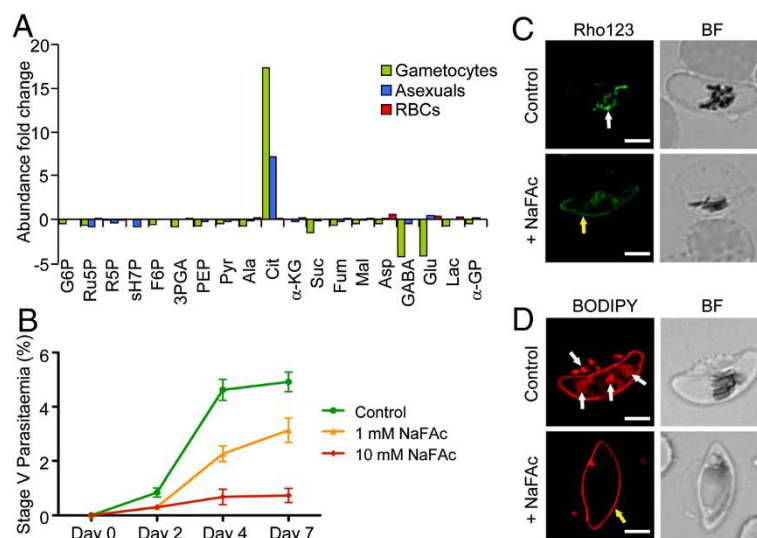 A
Abundance fold change
20
15
10
5
0
-5
Gametocytes
Asexuals
RBCs
G6P
Ru5P
R5P
sH7P
F6P
3PGA
PEP
Pyr
Ala
Cit
α-KG
Suc
Fum
Mal
Asp
GABA
Glu
Lac
α-GP
B
Stage V Parasitaemia (%)
6
4
2
0
Day 0 Day 2 Day 4 Day 7
Control
1 mM NaFAc
10 mM NaFAc
C
Rho123 BF
Control
+ NaFAc
D
BODIPY BF
Control
+ NaFAc